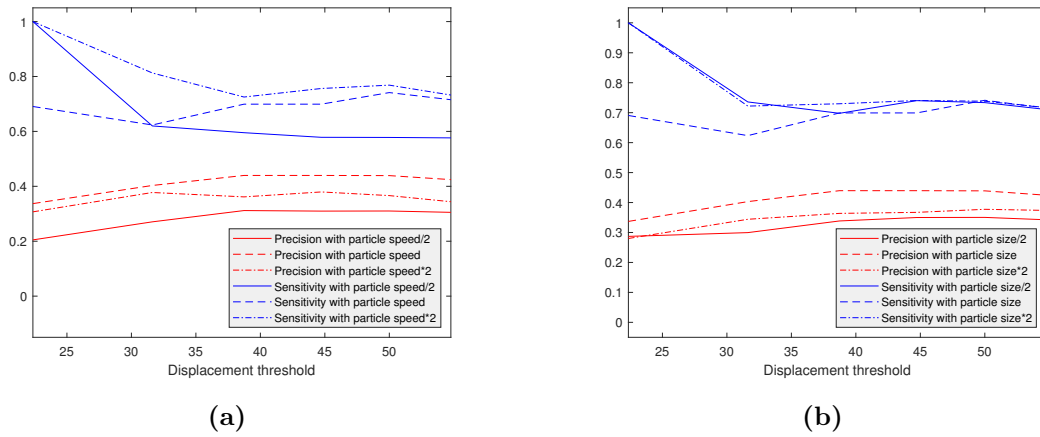 1
0.8
0.6
0.4
0.2
0
Precision with particle speed/2
Precision with particle speed
Precision with particle speed*2
Sensitivity with particle speed/2
Sensitivity with particle speed
Sensitivity with particle speed*2
25 30 35 40 45 50
Displacement threshold
(a)
1
0.9
0.8
0.7
0.6
0.5
0.4
0.3
0.2
0.1
0
Precision with particle size/2
Precision with particle size
Precision with particle size*2
Sensitivity with particle size/2
Sensitivity with particle size
Sensitivity with particle size*2
25 30 35 40 45 50
Displacement threshold
(b)